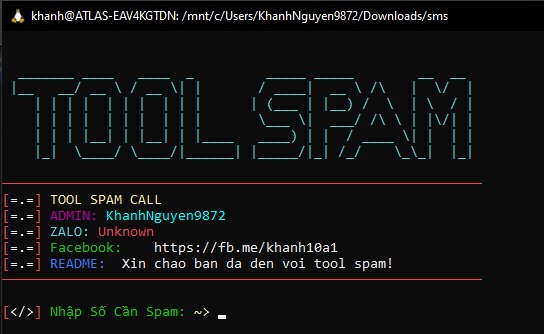 khanh@ATLAS-EAV4KGTDN: /mnt/c/Users/KhanhNguyen9872/Downloads/sms
TOOL SPAM
[=.=] TOOL SPAM CALL
[=.=] ADMIN: KhanhNguyen9872
[=.=] ZALO: Unknown
[=.=] Facebook: https://fb.me/khanh10a1
[=.=] README: Xin chao ban da den voi tool spam!
[</>] Nhập Số Cần Spam: ~>